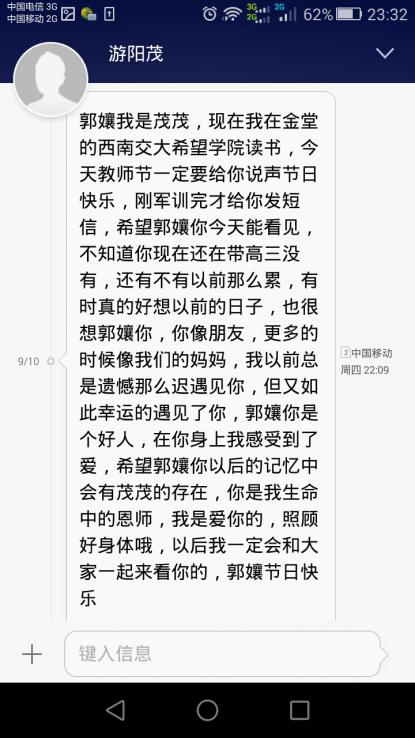 中国电信 3G
中国移动 2G
3G
2G
2G
62%
23:32
游阳茂
郭孃我是茂茂，现在我在金堂
的西南交大希望学院读书，今
天教师节一定要给你说声节日
快乐，刚军训完才给你发短
信，希望郭孃你今天能看见，
不知道你现在还在带高三没
有，还有不有以前那么累，有
时真的好想以前的日子，也很
想郭孃你，你像朋友，更多的
时候像我们的妈妈，我以前总
是遗憾那么迟遇见你，但又如
此幸运的遇见了你，郭孃你是
个好人，在你身上我感受到了
爱，希望郭孃你以后的记忆中
会有茂茂的存在，你是我生命
中的恩师，我是爱你的，照顾
好身体哦，以后我一定会和大
家一起来看你的，郭孃节日快
乐
9/10
2 中国移动
周四 22:09
键入信息